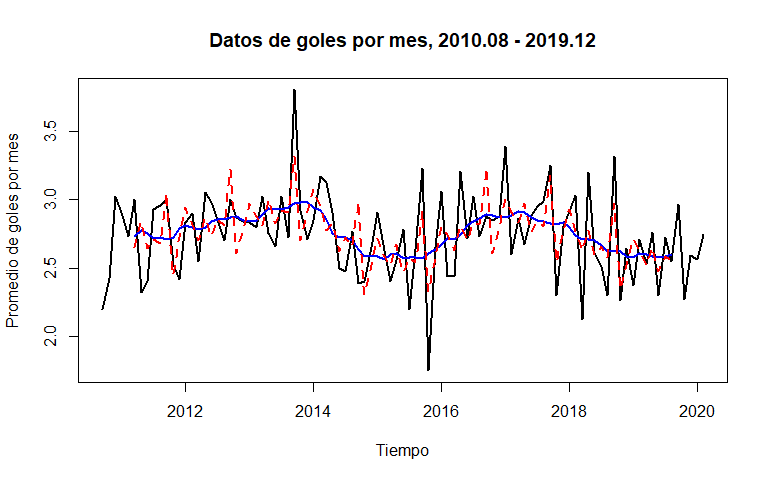 Datos de goles por mes, 2010.08 - 2019.12
Promedio de goles por mes
3.5
3.0
2.5
2.0
2012 2014 2016 2018 2020
Tiempo